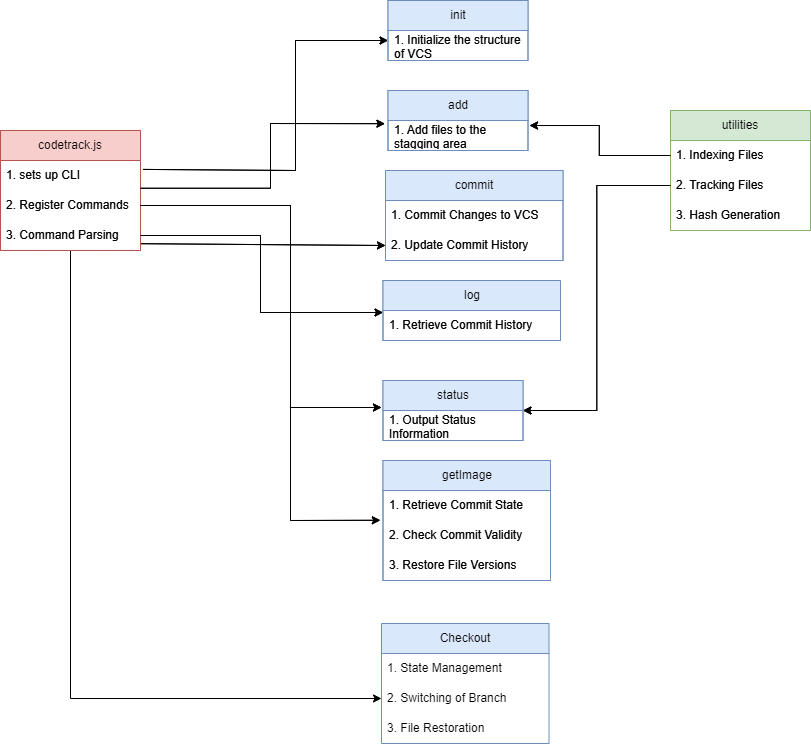 init
1. Initialize the structure
of VCS
add
1. Add files to the
stagging area
utilities
1. Indexing Files
2. Tracking Files
3. Hash Generation
codetrack.js
1. sets up CLI
2. Register Commands
3. Command Parsing
commit
1. Commit Changes to VCS
2. Update Commit History
log
1. Retrieve Commit History
status
1. Output Status
Information
getImage
1. Retrieve Commit State
2. Check Commit Validity
3. Restore File Versions
Checkout
1. State Management
2. Switching of Branch
3. File Restoration